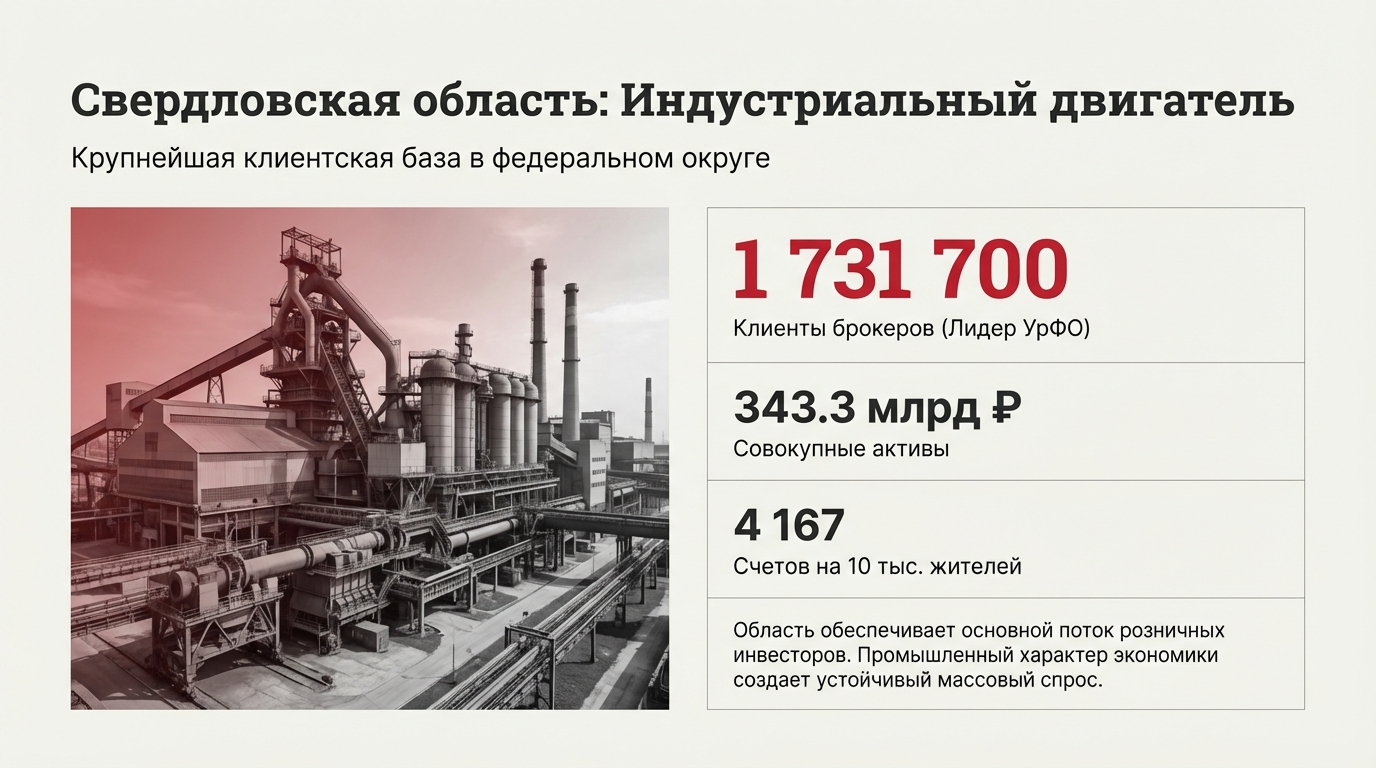 Свердловская область: Индустриальный двигатель
Крупнейшая клиентская база в федеральном округе
1 731 700
Клиенты брокеров (Лидер УрФО)
343.3 млрд ₽
Совокупные активы
4 167
Счетов на 10 тыс. жителей
Область обеспечивает основной поток розничных
инвесторов. Промышленный характер экономики
создает устойчивый массовый спрос.